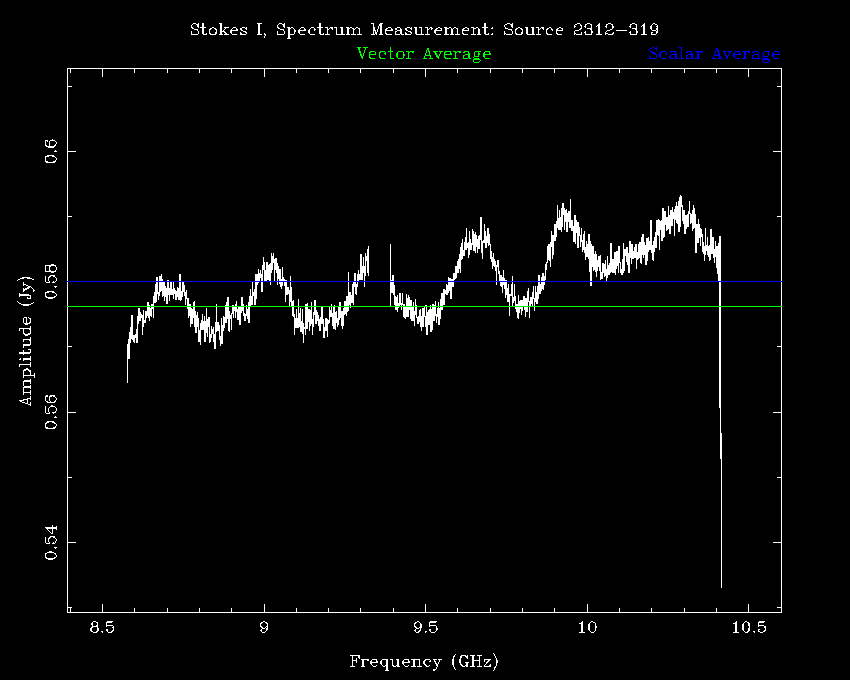 Stokes I, Spectrum Measurement: Source 2312−319
Vector Average Scalar Average
0.6
0.58
0.56
0.54
Amplitude (Jy)
8.5 9 9.5 10 10.5
Frequency (GHz)